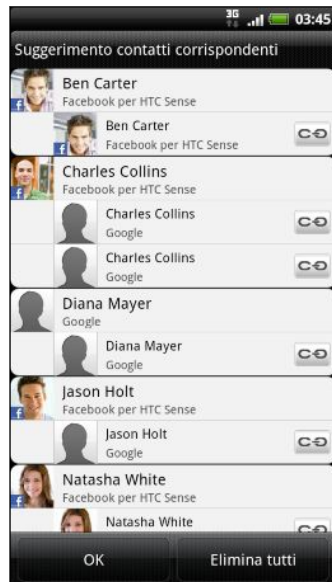 3G 03:45
Suggerimento contatti corrispondenti
Ben Carter
Facebook per HTC Sense
Ben Carter
Facebook per HTC Sense
Charles Collins
Facebook per HTC Sense
Charles Collins
Google
Charles Collins
Google
Diana Mayer
Google
Diana Mayer
Google
Jason Holt
Facebook per HTC Sense
Jason Holt
Google
Natasha White
Facebook per HTC Sense
Natasha White
OK Elimina tutti